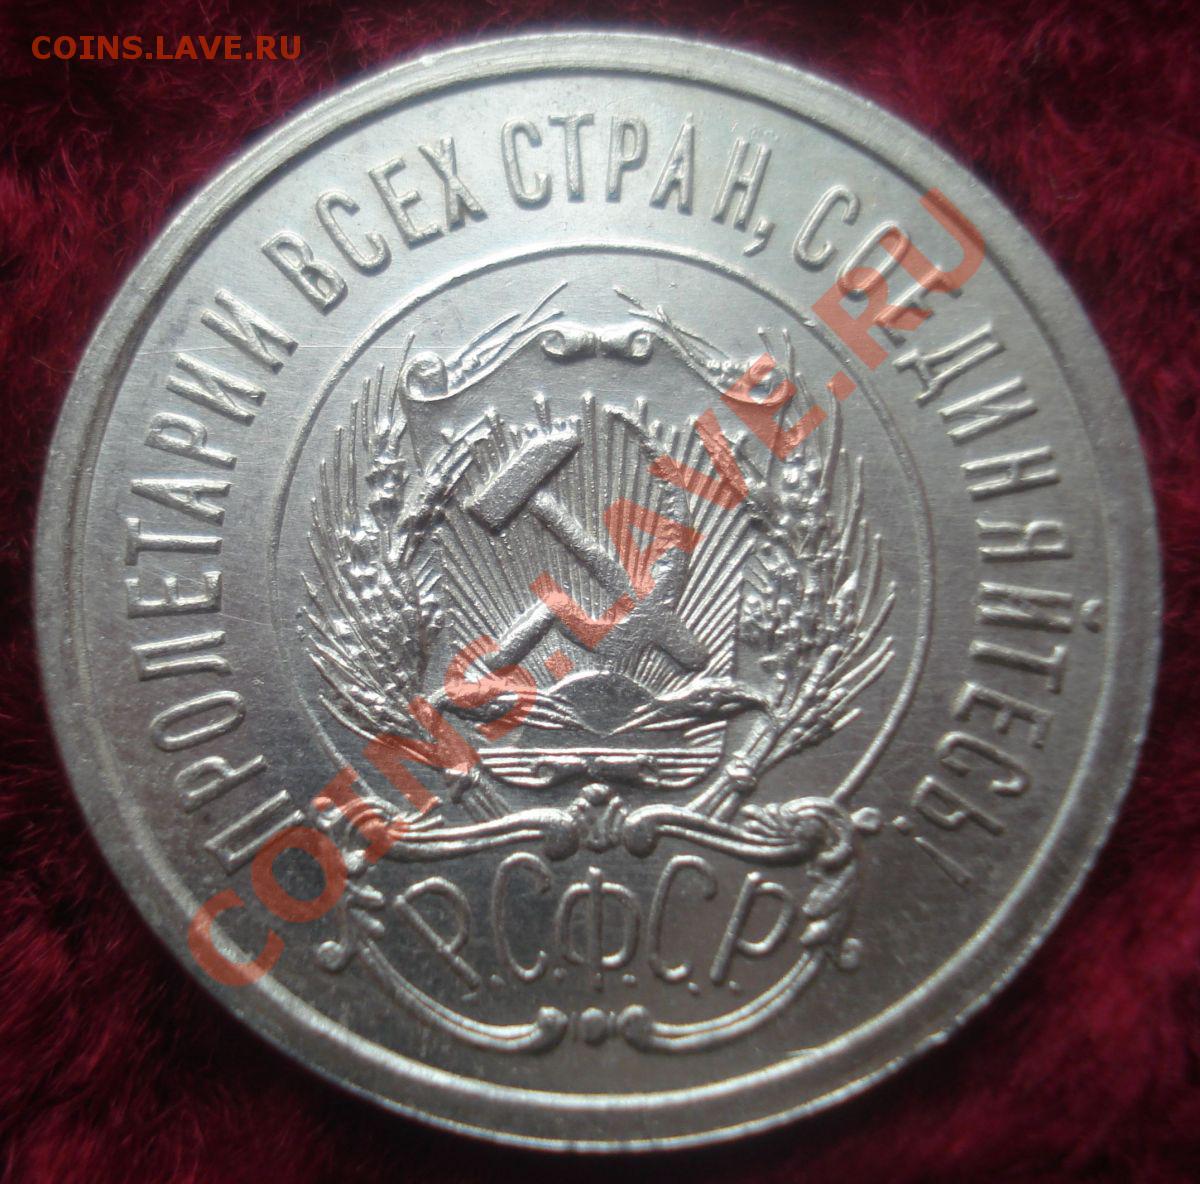 COINS.LAVE.RU
ПРОЛЕТАРИИ ВСЕХ СТРАН, СОЕДИНЯЙТЕСЬ!
COINS.LAVE.RU
Р.С.Ф.С.Р.